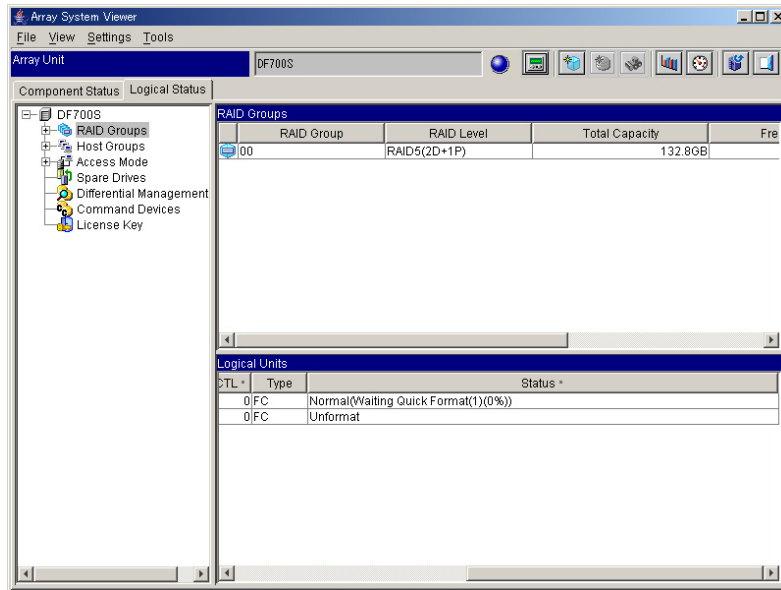 Array System Viewer
File View Settings Tools
Array Unit DF700S
Component Status Logical Status
DF700S
RAID Groups
Host Groups
Access Mode
Spare Drives
Differential Management
Command Devices
License Key
RAID Groups
RAID Group RAID Level Total Capacity Fre
00 RAID5(2D+1P) 132.8GB
Logical Units
CTL Type Status
0 FC Normal(Waiting Quick Format(1)(0%))
0 FC Unformat